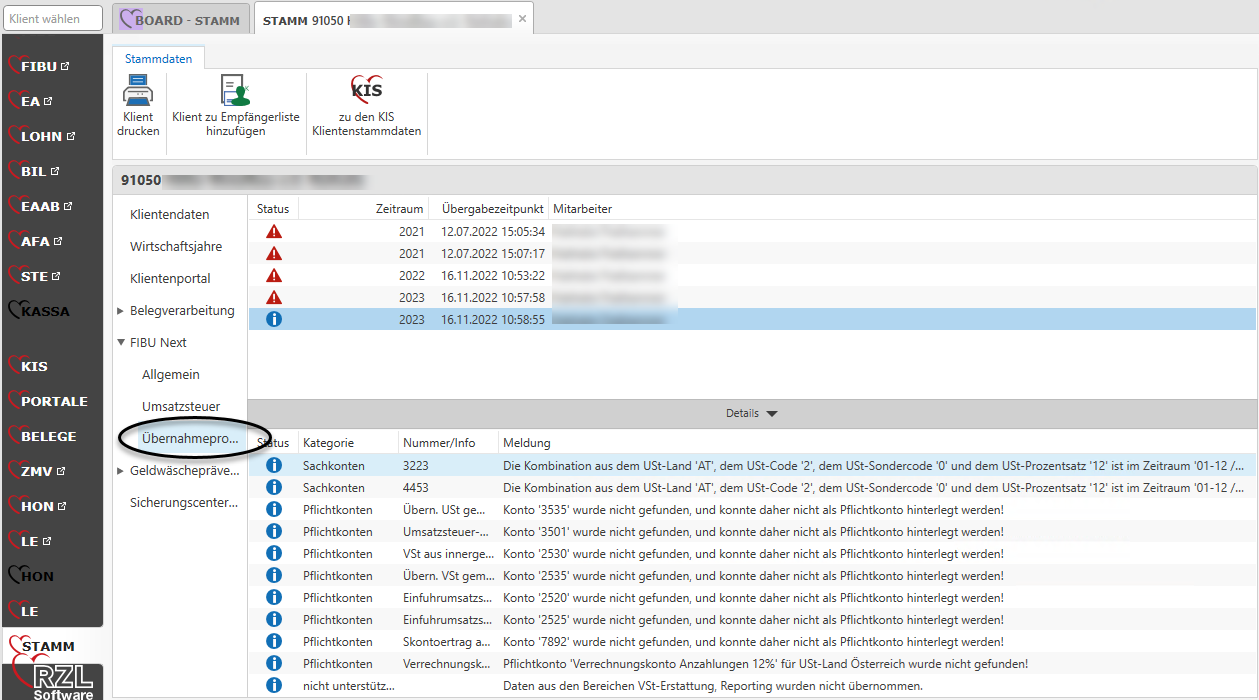 Klient wählen
BOARD - STAMM
STAMM 91050
FIBU
EA
LOHN
BIL
EAAB
AFA
STE
KASSA
KIS
PORTALE
BELEGE
ZMV
HON
LE
HON
LE
STAMM
RZL
Software
Stammdaten
Klient
drucken
Klient zu Empfängerliste
hinzufügen
KIS
zu den KIS
Klientenstammdaten
91050
Klientendaten
Wirtschaftsjahre
Klientenportal
Belegverarbeitung
FIBU Next
Allgemein
Umsatzsteuer
Übernahmepro...
Geldwäschepräve...
Sicherungscenter...
Status Zeitraum Übergabezeitpunkt Mitarbeiter
2021 12.07.2022 15:05:34
2021 12.07.2022 15:07:17
2022 16.11.2022 10:53:22
2023 16.11.2022 10:57:58
2023 16.11.2022 10:58:55
Details
Status Kategorie Nummer/Info Meldung
Sachkonten 3223 Die Kombination aus dem USt-Land 'AT', dem USt-Code '2', dem USt-Sondercode '0' und dem USt-Prozentsatz '12' ist im Zeitraum '01-12 /...
Sachkonten 4453 Die Kombination aus dem USt-Land 'AT', dem USt-Code '2', dem USt-Sondercode '0' und dem USt-Prozentsatz '12' ist im Zeitraum '01-12 /...
Pflichtkonten Übern. USt ge... Konto '3535' wurde nicht gefunden, und konnte daher nicht als Pflichtkonto hinterlegt werden!
Pflichtkonten Umsatzsteuer-... Konto '3501' wurde nicht gefunden, und konnte daher nicht als Pflichtkonto hinterlegt werden!
Pflichtkonten VSt aus innerge... Konto '2530' wurde nicht gefunden, und konnte daher nicht als Pflichtkonto hinterlegt werden!
Pflichtkonten Übern. VSt gem... Konto '2535' wurde nicht gefunden, und konnte daher nicht als Pflichtkonto hinterlegt werden!
Pflichtkonten Einfuhrumsatzs... Konto '2520' wurde nicht gefunden, und konnte daher nicht als Pflichtkonto hinterlegt werden!
Pflichtkonten Einfuhrumsatzs... Konto '2525' wurde nicht gefunden, und konnte daher nicht als Pflichtkonto hinterlegt werden!
Pflichtkonten Skontoertrag a... Konto '7892' wurde nicht gefunden, und konnte daher nicht als Pflichtkonto hinterlegt werden!
Pflichtkonten Verrechnungsk... Pflichtkonto 'Verrechnungskonto Anzahlungen 12%' für USt-Land Österreich wurde nicht gefunden!
nicht unterstütz... Daten aus den Bereichen VSt-Erstattung, Reporting wurden nicht übernommen.